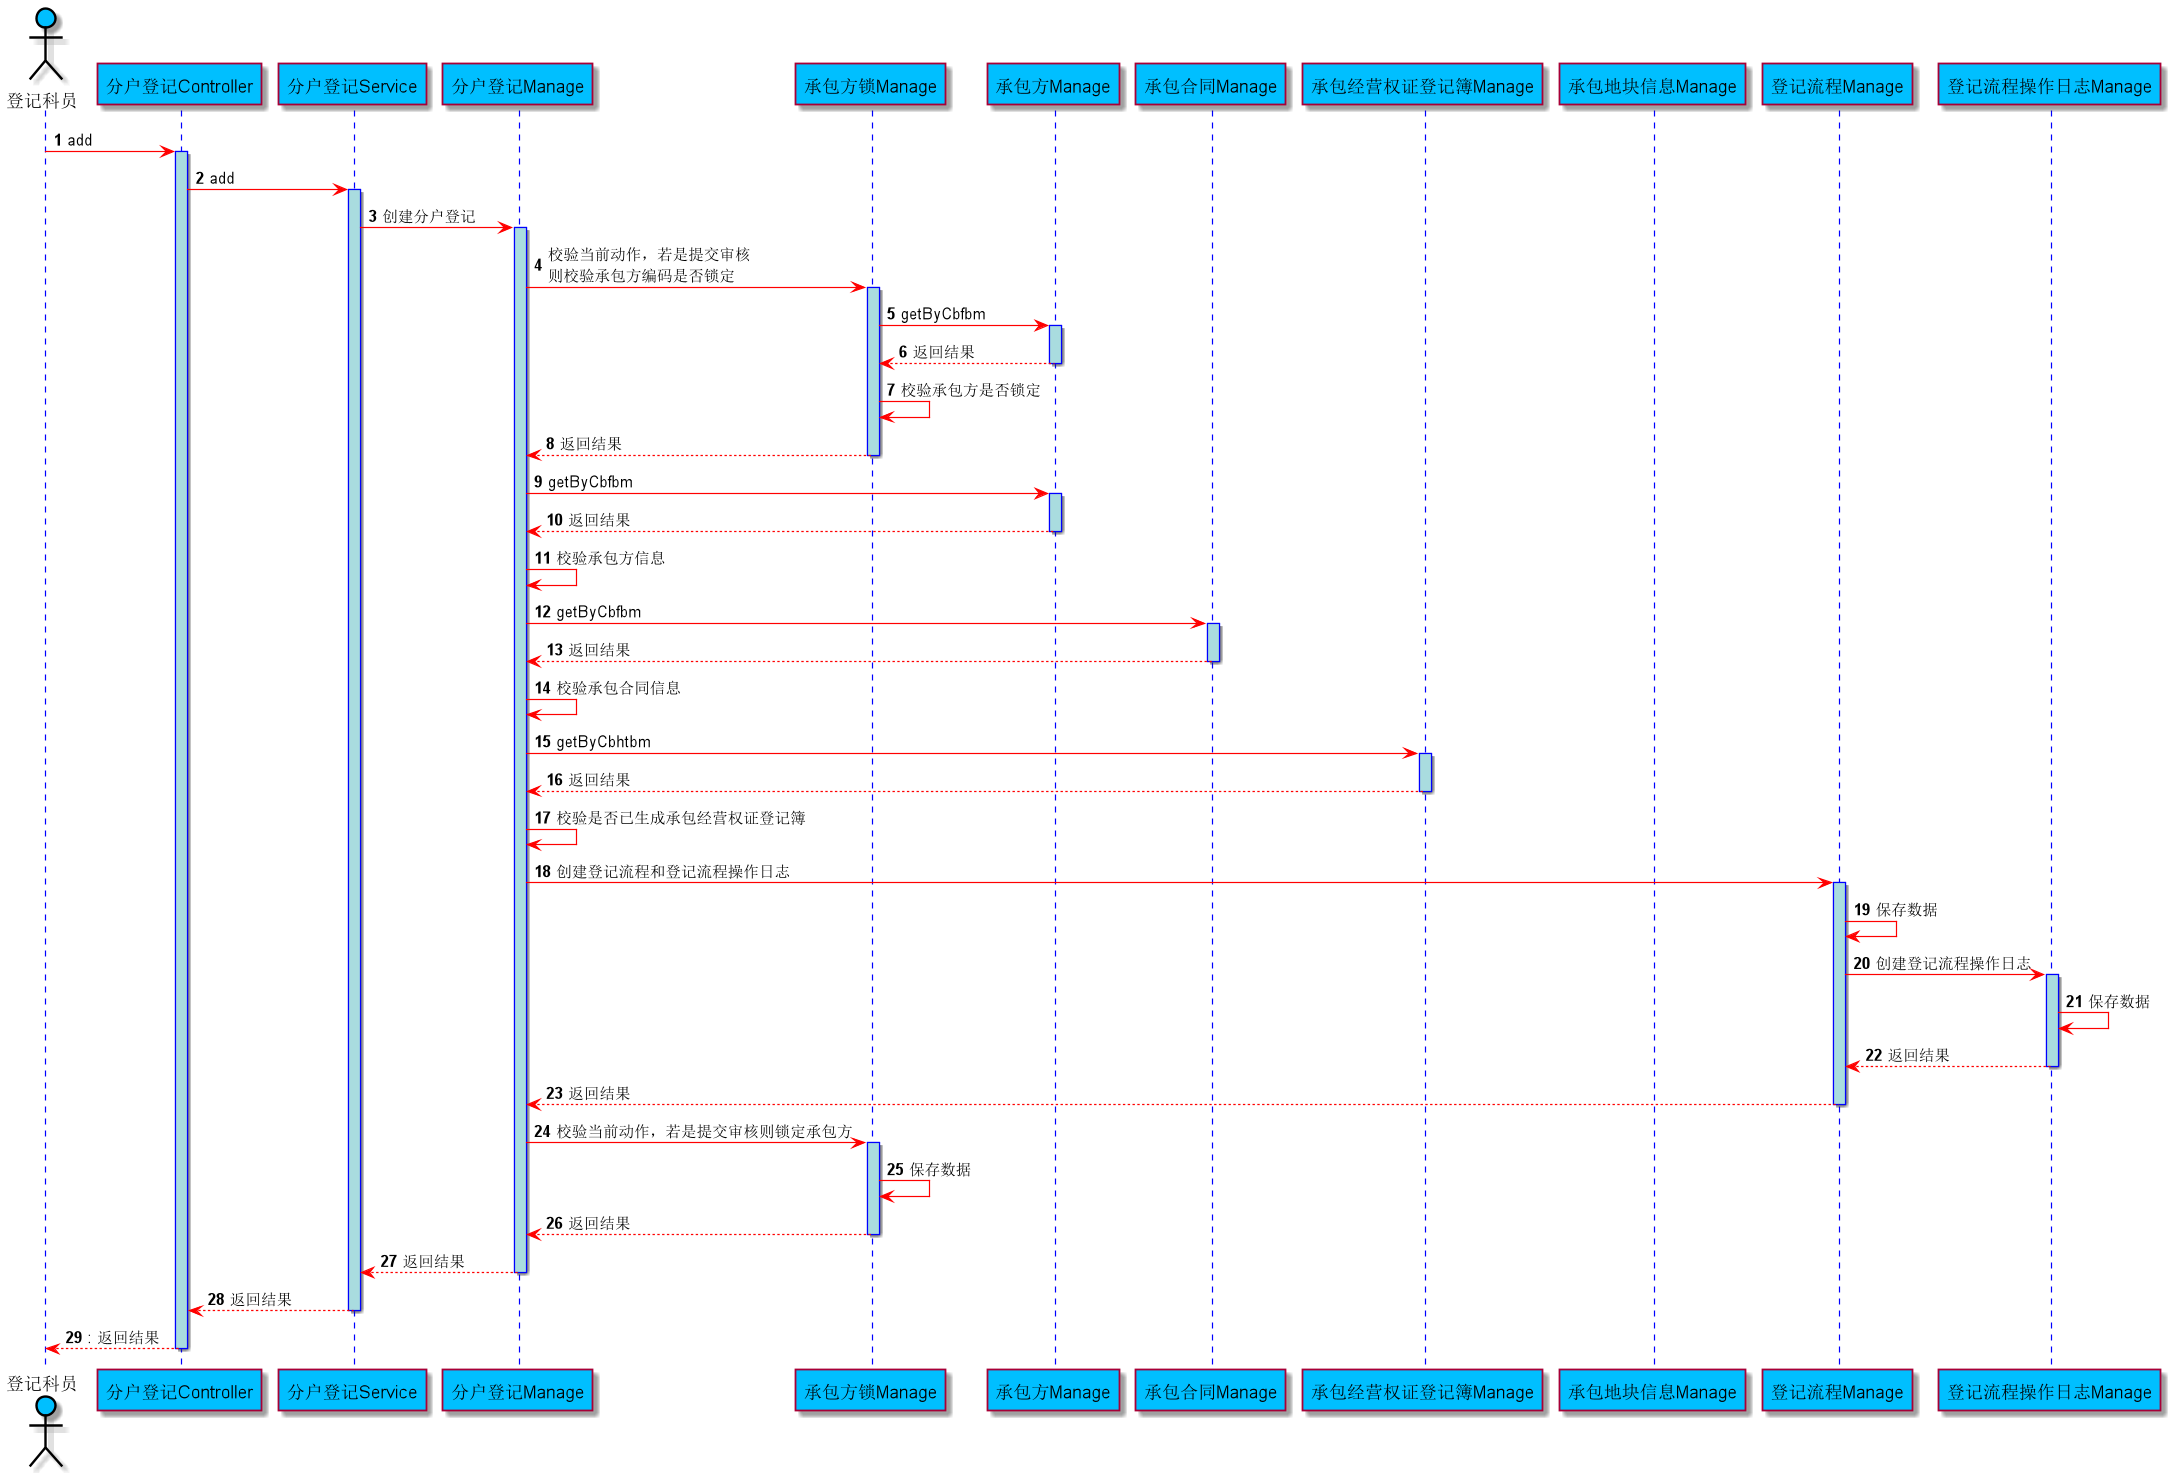 登记科员
分户登记Controller
分户登记Service
分户登记Manage
承包方锁Manage
承包方Manage
承包合同Manage
承包经营权证登记簿Manage
承包地块信息Manage
登记流程Manage
登记流程操作日志Manage
1 add
2 add
3 创建分户登记
4 校验当前动作，若是提交审核
则校验承包方编码是否锁定
5 getByCbfbm
6 返回结果
7 校验承包方是否锁定
8 返回结果
9 getByCbfbm
10 返回结果
11 校验承包方信息
12 getByCbfbm
13 返回结果
14 校验承包合同信息
15 getByCbhtbm
16 返回结果
17 校验是否已生成承包经营权证登记簿
18 创建登记流程和登记流程操作日志
19 保存数据
20 创建登记流程操作日志
21 保存数据
22 返回结果
23 返回结果
24 校验当前动作，若是提交审核则锁定承包方
25 保存数据
26 返回结果
27 返回结果
28 返回结果
29 : 返回结果
登记科员
分户登记Controller
分户登记Service
分户登记Manage
承包方锁Manage
承包方Manage
承包合同Manage
承包经营权证登记簿Manage
承包地块信息Manage
登记流程Manage
登记流程操作日志Manage